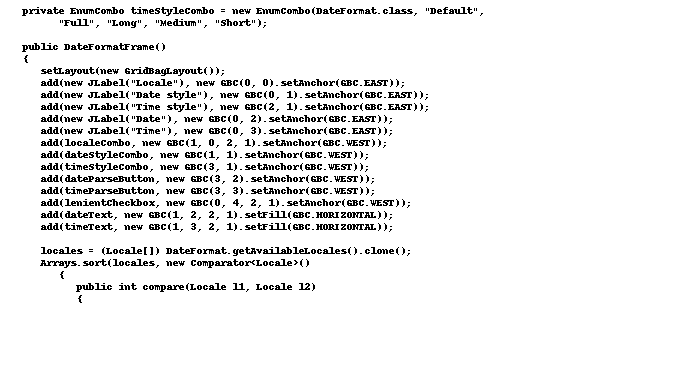 private EnumCombo timeStyleCombo = new EnumCombo(DateFormat.class, "Default",
"Full", "Long", "Medium", "Short");
public DateFormatFrame()
{
setLayout(new GridBagLayout());
add(new JLabel("Locale"), new GBC(0, 0).setAnchor(GBC.EAST));
add(new JLabel("Date style"), new GBC(0, 1).setAnchor(GBC.EAST));
add(new JLabel("Time style"), new GBC(2, 1).setAnchor(GBC.EAST));
add(new JLabel("Date"), new GBC(0, 2).setAnchor(GBC.EAST));
add(new JLabel("Time"), new GBC(0, 3).setAnchor(GBC.EAST));
add(localeCombo, new GBC(1, 0, 2, 1).setAnchor(GBC.WEST));
add(dateStyleCombo, new GBC(1, 1).setAnchor(GBC.WEST));
add(timeStyleCombo, new GBC(3, 1).setAnchor(GBC.WEST));
add(dateParseButton, new GBC(3, 2).setAnchor(GBC.WEST));
add(timeParseButton, new GBC(3, 3).setAnchor(GBC.WEST));
add(lenientCheckbox, new GBC(0, 4, 2, 1).setAnchor(GBC.WEST));
add(dateText, new GBC(1, 2, 2, 1).setFill(GBC.HORIZONTAL));
add(timeText, new GBC(1, 3, 2, 1).setFill(GBC.HORIZONTAL));
locales = (Locale[]) DateFormat.getAvailableLocales().clone();
Arrays.sort(locales, new Comparator<Locale>()
{
public int compare(Locale l1, Locale l2)
{